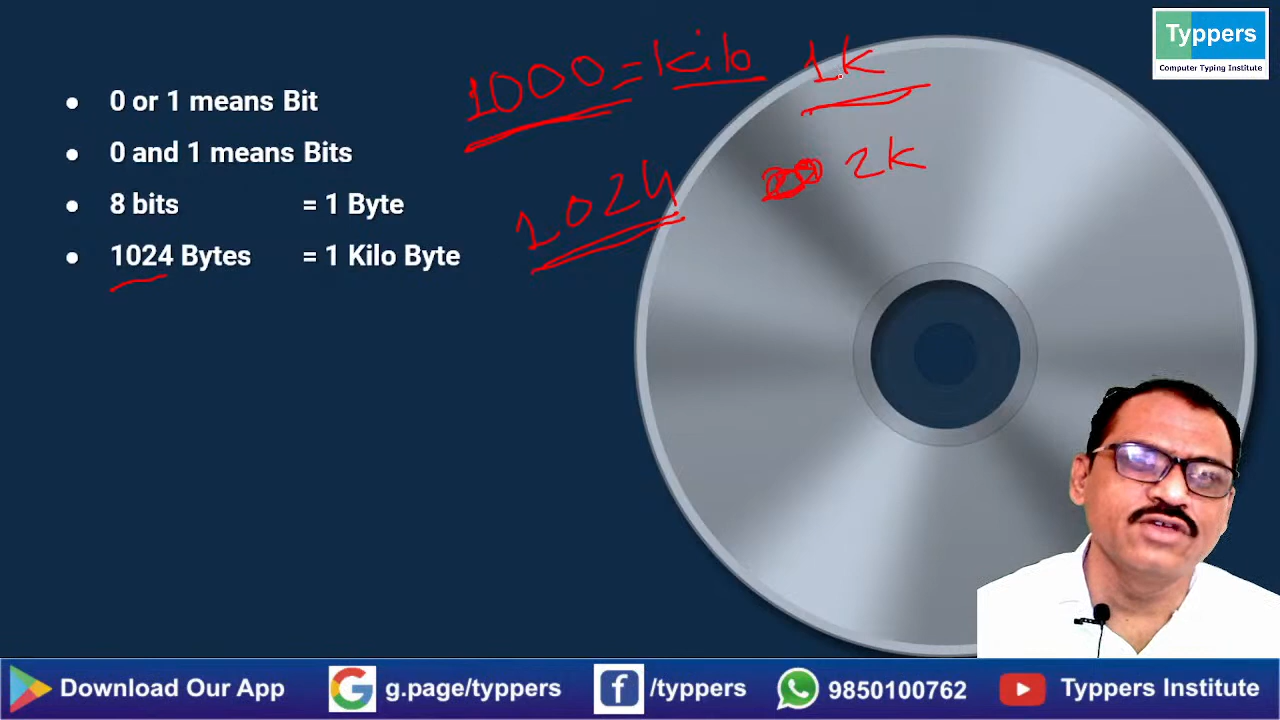 Typpers
Computer Typing Institute
1000 = kilo 1k
0 or 1 means Bit
0 and 1 means Bits
2k
1024
8 bits = 1 Byte
1024 Bytes = 1 Kilo Byte
Download Our App
g.page/typpers
/typpers
9850100762
Typpers Institute